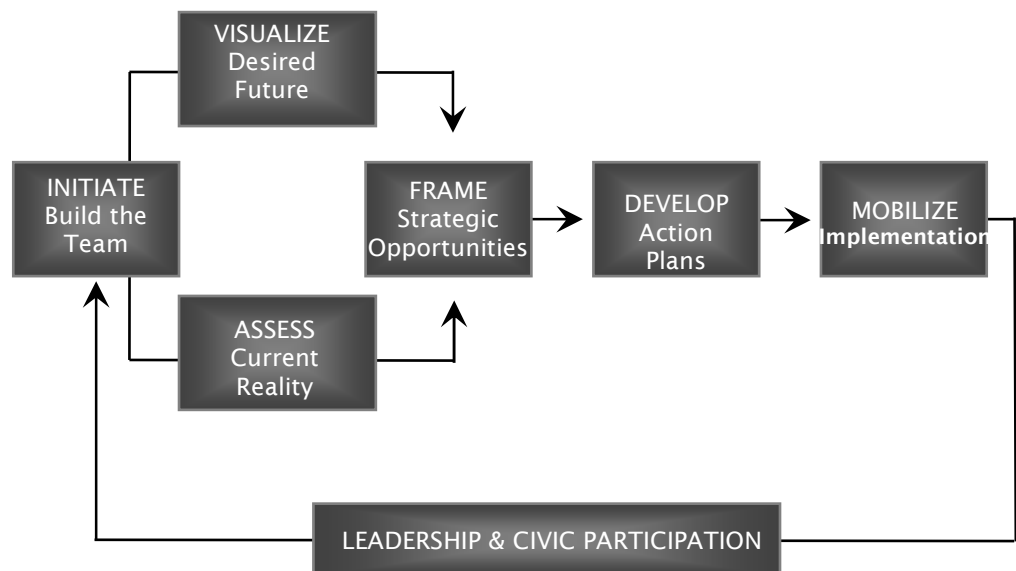 VISUALIZE
Desired
Future
INITIATE
Build the
Team
FRAME
Strategic
Opportunities
DEVELOP
Action
Plans
MOBILIZE
Implementation
ASSESS
Current
Reality
LEADERSHIP & CIVIC PARTICIPATION